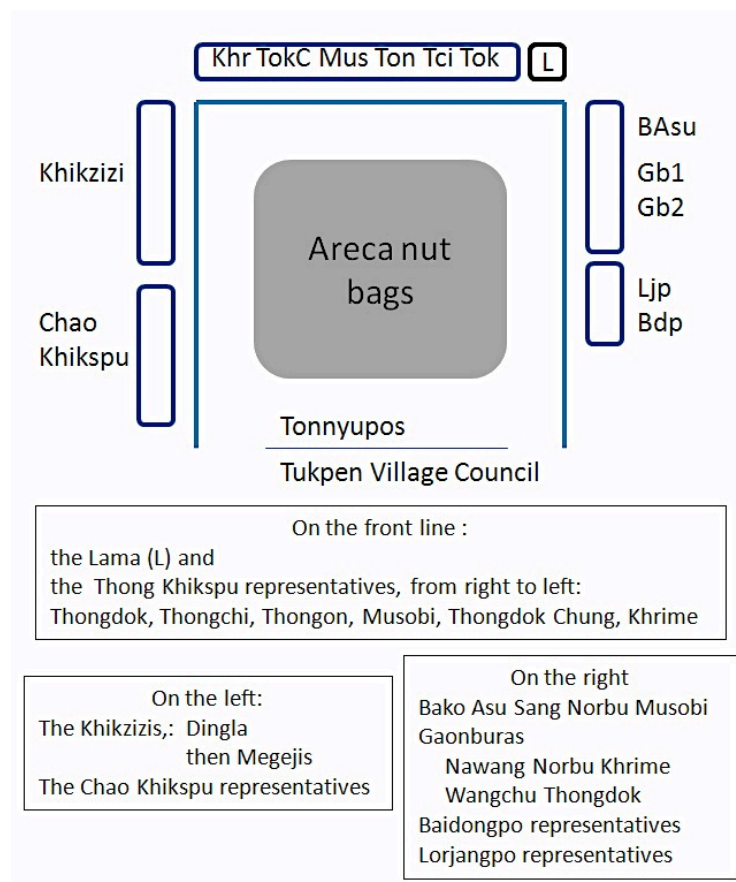 Khr TokC Mus Ton Tci Tok
L
Khikzizi
BAsu
Gb1
Gb2
Areca nut
bags
Chao
Khikspu
Ljp
Bdp
Tonnyupos
Tukpen Village Council
On the front line :
the Lama (L) and
the Thong Khikspu representatives, from right to left:
Thongdok, Thongchi, Thongon, Musobi, Thongdok Chung, Khrime
On the left:
The Khikzizis,: Dingla
then Megejis
The Chao Khikspu representatives
On the right
Bako Asu Sang Norbu Musobi
Gaonburas
Nawang Norbu Khrime
Wangchu Thongdok
Baidongpo representatives
Lorjangpo representatives